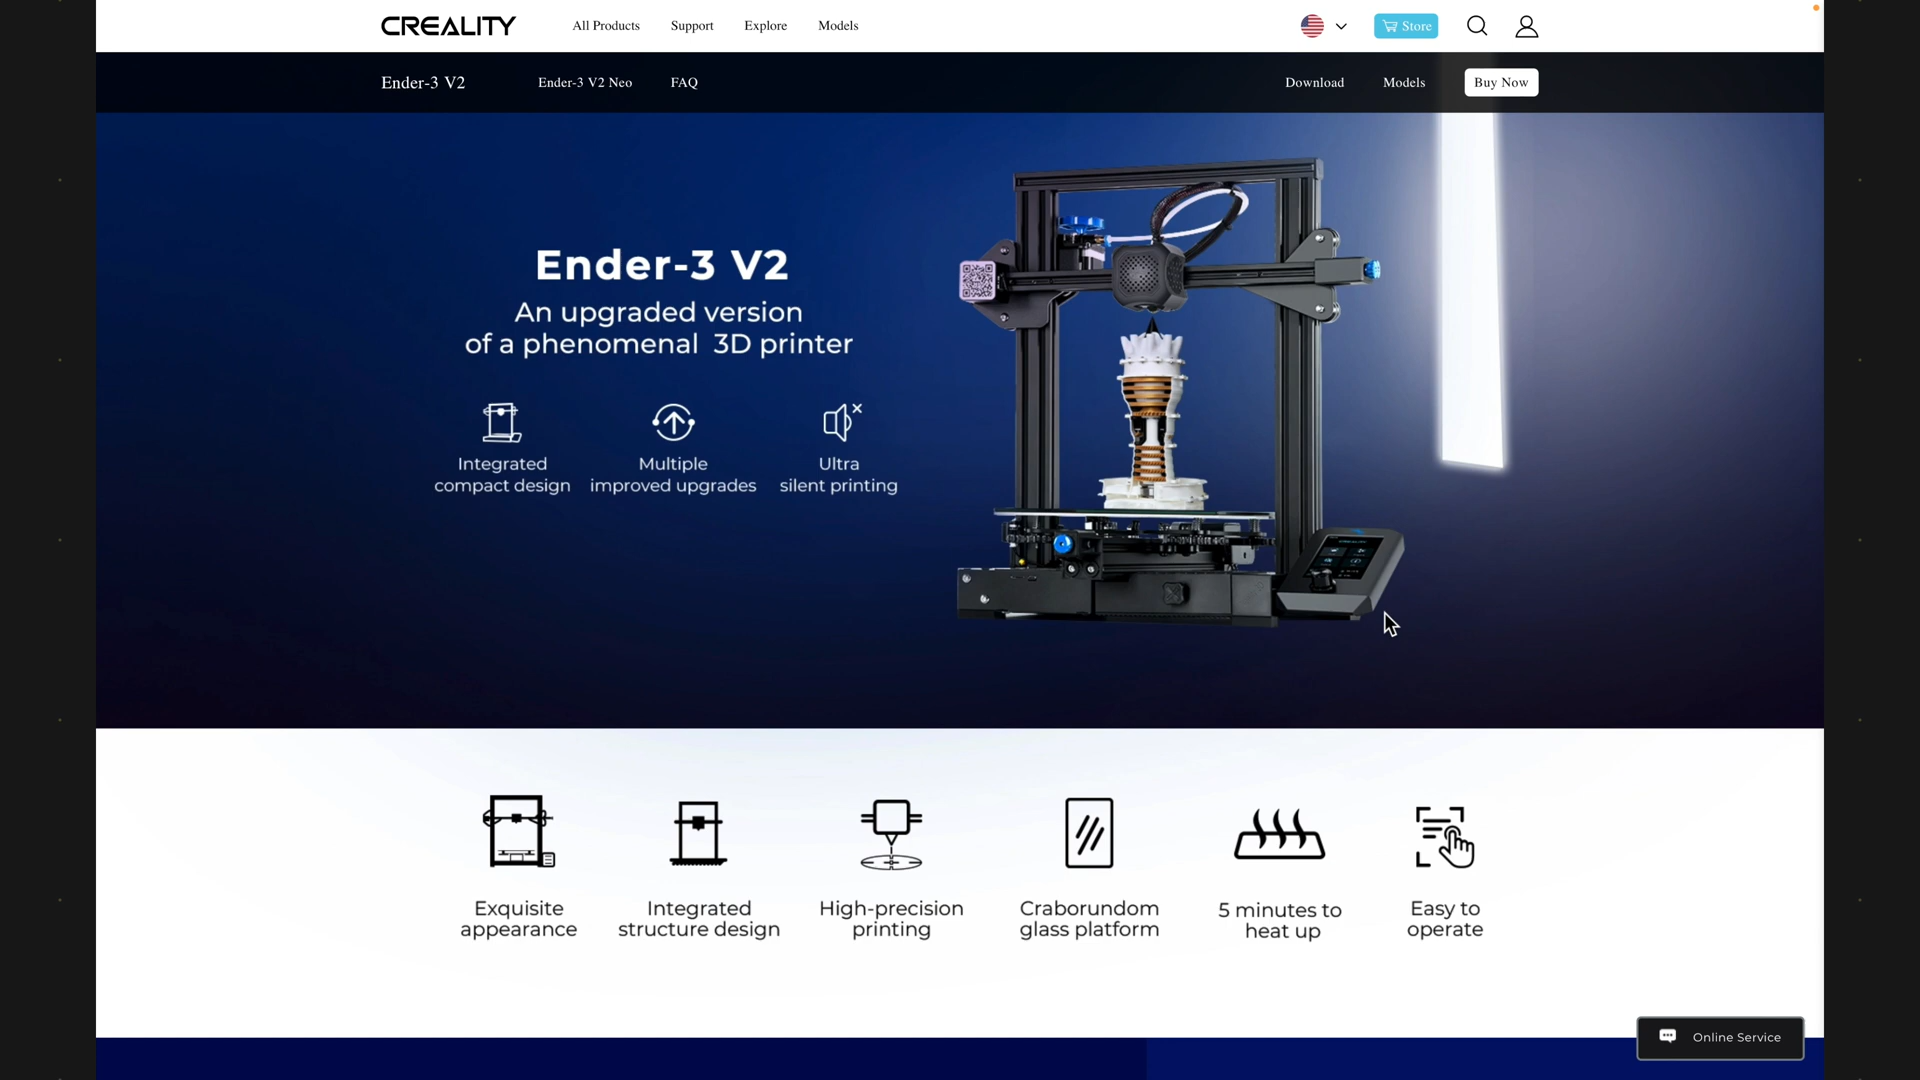 CREALITY
All Products
Support
Explore
Models
Store
Ender-3 V2
Ender-3 V2 Neo
FAQ
Download
Models
Buy Now
Ender-3 V2
An upgraded version
of a phenomenal 3D printer
Integrated
compact design
Multiple
improved upgrades
Ultra
silent printing
Exquisite
appearance
Integrated
structure design
High-precision
printing
Craborundom
glass platform
5 minutes to
heat up
Easy to
operate
Online Service